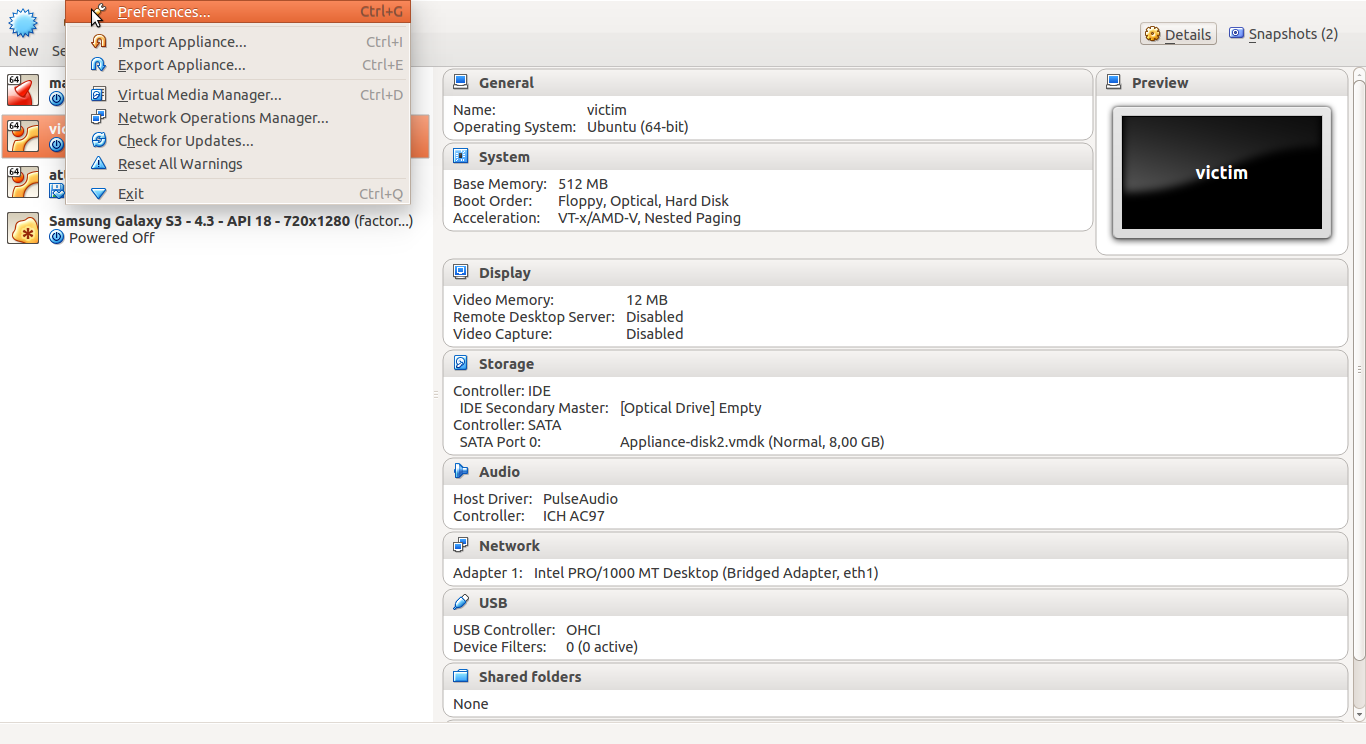 Preferences... Ctrl+G
Import Appliance... Ctrl+I
Export Appliance... Ctrl+E
Virtual Media Manager... Ctrl+D
Network Operations Manager...
Check for Updates...
Reset All Warnings
Exit Ctrl+Q
New
Details
Snapshots (2)
64
64
64
Samsung Galaxy S3 - 4.3 - API 18 - 720x1280 (factor...)
Powered Off
General
Name: victim
Operating System: Ubuntu (64-bit)
System
Base Memory: 512 MB
Boot Order: Floppy, Optical, Hard Disk
Acceleration: VT-x/AMD-V, Nested Paging
Preview
victim
Display
Video Memory: 12 MB
Remote Desktop Server: Disabled
Video Capture: Disabled
Storage
Controller: IDE
IDE Secondary Master: [Optical Drive] Empty
Controller: SATA
SATA Port 0: Appliance-disk2.vmdk (Normal, 8,00 GB)
Audio
Host Driver: PulseAudio
Controller: ICH AC97
Network
Adapter 1: Intel PRO/1000 MT Desktop (Bridged Adapter, eth1)
USB
USB Controller: OHCI
Device Filters: 0 (0 active)
Shared folders
None